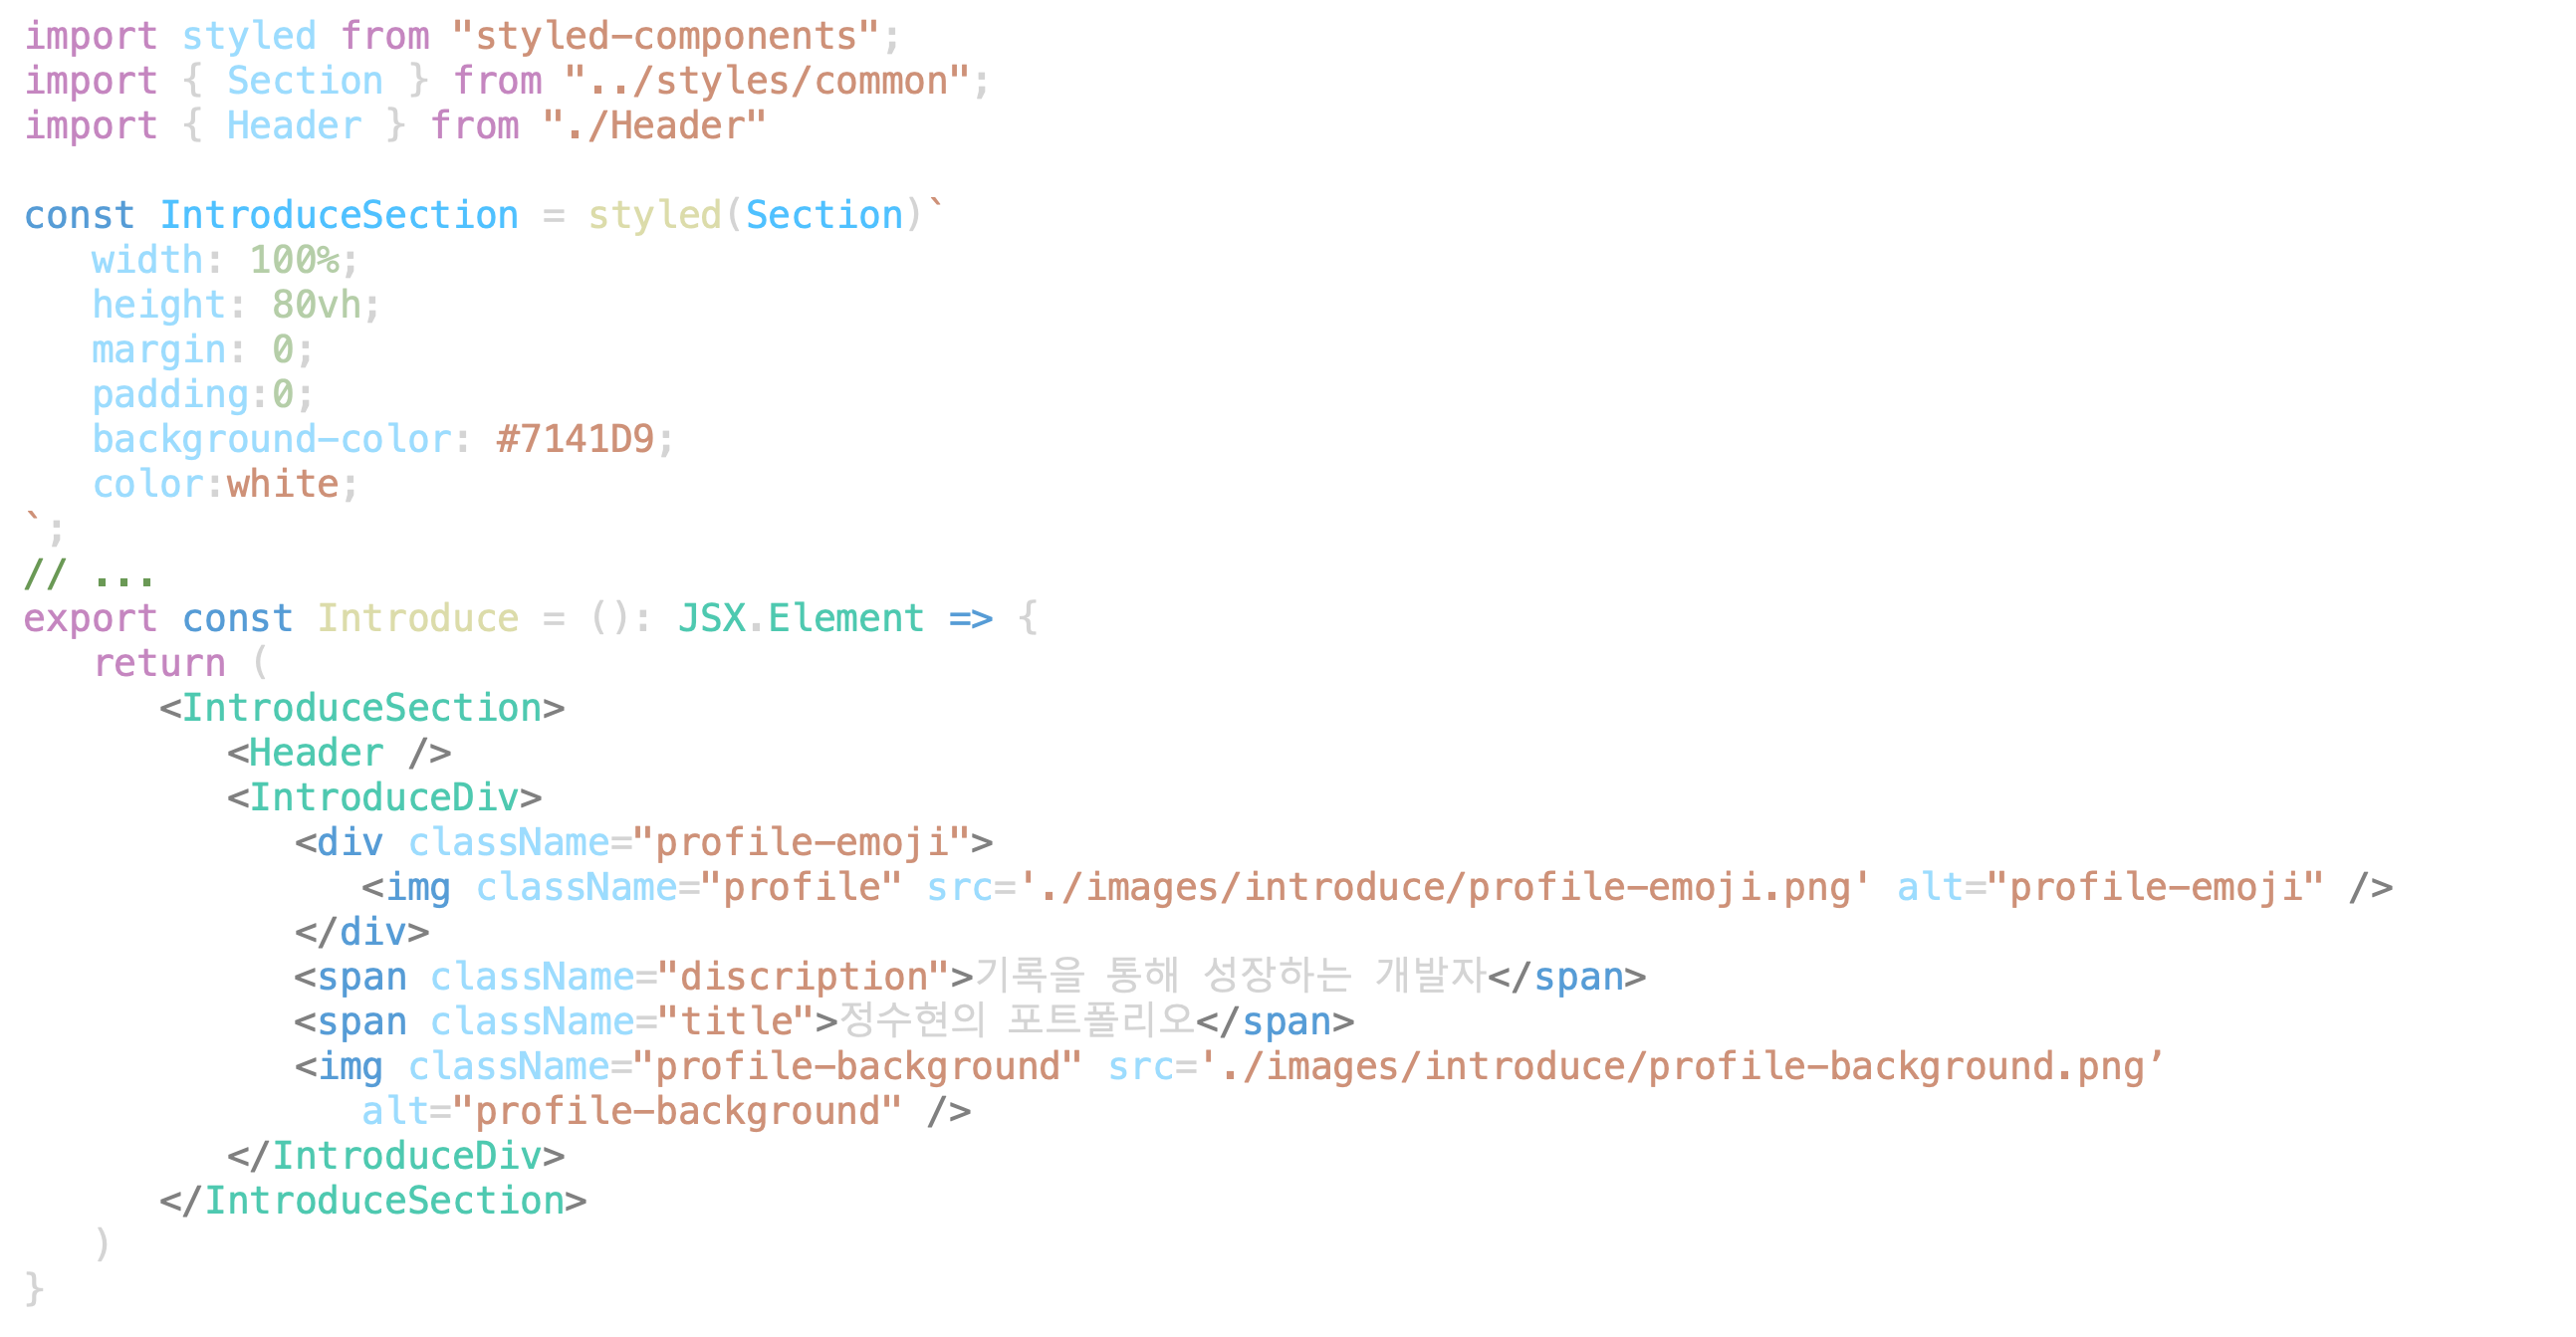 import styled from "styled-components";
import { Section } from "../styles/common";
import { Header } from "./Header"

const IntroduceSection = styled(Section)`
   width: 100%;
   height: 80vh;
   margin: 0;
   padding:0;
   background-color: #7141D9;
   color:white;
`;
// ...
export const Introduce = (): JSX.Element => {
   return (
      <IntroduceSection>
         <Header />
         <IntroduceDiv>
            <div className="profile-emoji">
               <img className="profile" src='./images/introduce/profile-emoji.png' alt="profile-emoji" />
            </div>
            <span className="discription">기록을 통해 성장하는 개발자</span>
            <span className="title">정수현의 포트폴리오</span>
            <img className="profile-background" src='./images/introduce/profile-background.png’
               alt="profile-background" />
         </IntroduceDiv>
      </IntroduceSection>
   )
}